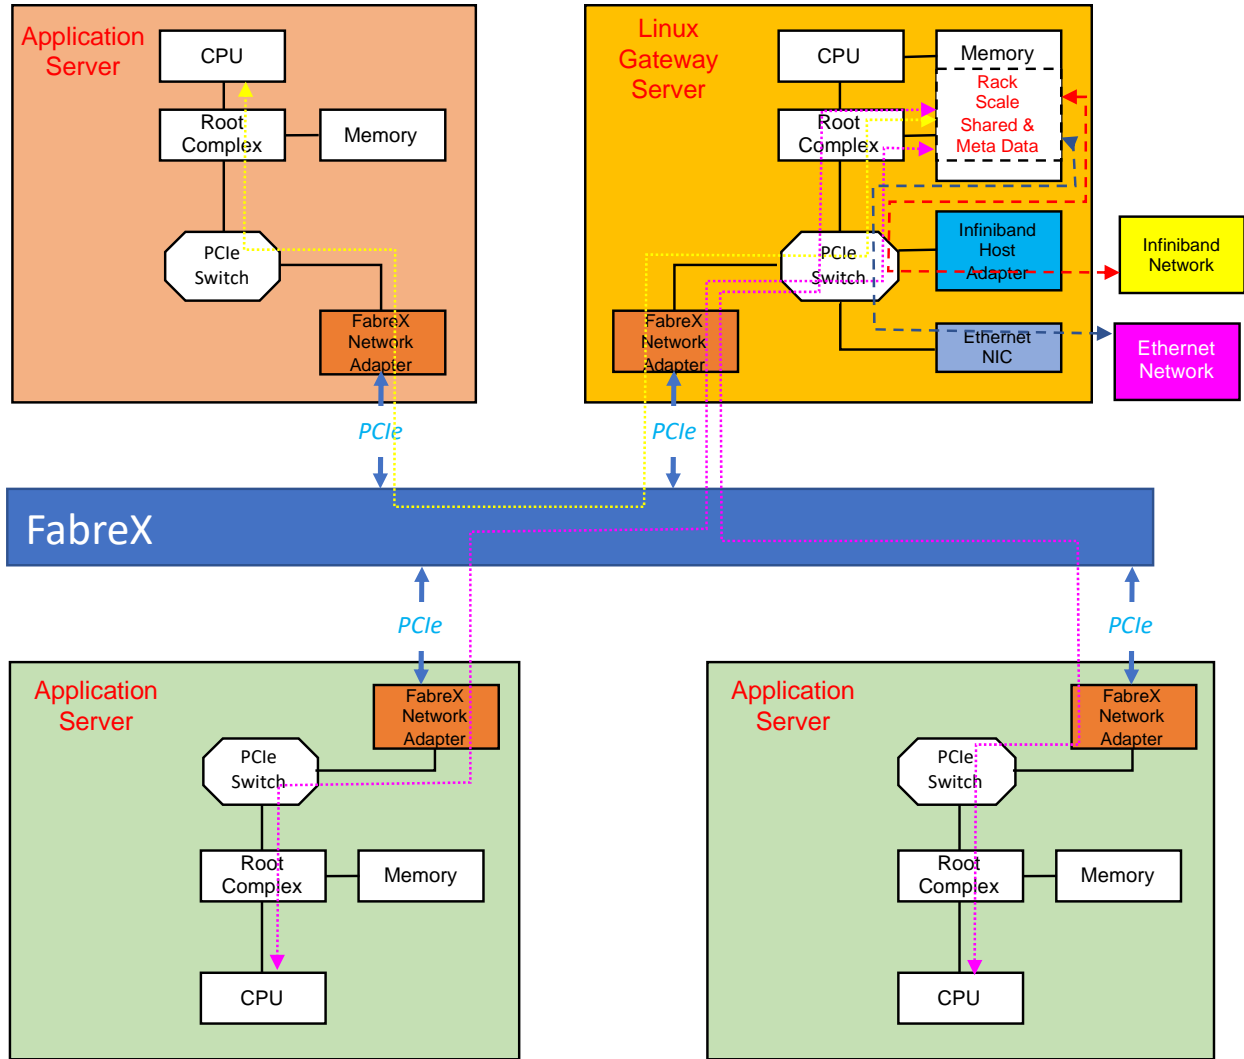 Application
Server
CPU
Root
Complex
Memory
PCIe
Switch
FabreX
Network
Adapter
PCIe
Linux
Gateway
Server
CPU
Memory
Rack
Scale
Shared &
Meta Data
Root
Complex
PCIe
Switch
Infiniband
Host
Adapter
Infiniband
Network
FabreX
Network
Adapter
Ethernet
NIC
Ethernet
Network
PCIe
FabreX
PCIe
PCIe
Application
Server
FabreX
Network
Adapter
PCIe
Switch
Root
Complex
Memory
CPU
Application
Server
FabreX
Network
Adapter
PCIe
Switch
Root
Complex
Memory
CPU